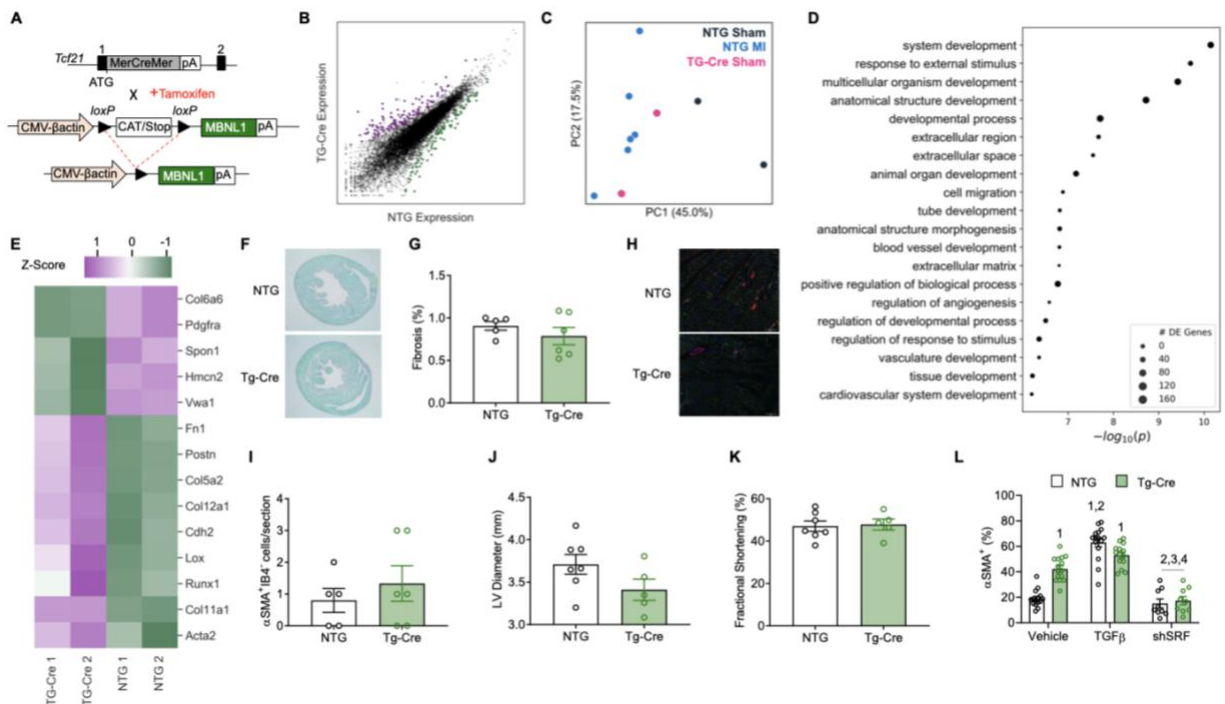 A
Tcf21
1
2
MerCreMer
pA
ATG
X
+Tamoxifen
loxP
loxP
CMV-βactin
CAT/Stop
MBNL1
pA
CMV-βactin
MBNL1
pA
B
TG-Cre Expression
NTG Expression
C
NTG Sham
NTG MI
TG-Cre Sham
PC2 (17.5%)
PC1 (45.0%)
D
system development
response to external stimulus
multicellular organism development
anatomical structure development
developmental process
extracellular region
extracellular space
animal organ development
cell migration
tube development
anatomical structure morphogenesis
blood vessel development
extracellular matrix
positive regulation of biological process
regulation of angiogenesis
regulation of developmental process
regulation of response to stimulus
vasculature development
tissue development
cardiovascular system development
# DE Genes
0
40
80
120
160
7 8 9 10
−log10(p)
E
1 0 -1
Z-Score
Col6a6
Pdgfra
Spon1
Hmcn2
Vwa1
Fn1
Postn
Col5a2
Col12a1
Cdh2
Lox
Runx1
Col11a1
Acta2
TG-Cre 1
TG-Cre 2
NTG 1
NTG 2
F
NTG
Tg-Cre
G
Fibrosis (%)
1.5
1.0
0.5
0.0
NTG Tg-Cre
H
NTG
Tg-Cre
I
αSMA+IB4- cells/section
4
3
2
1
0
NTG Tg-Cre
J
LV Diameter (mm)
4.5
4.0
3.5
3.0
NTG Tg-Cre
K
Fractional Shortening (%)
60
40
20
0
NTG Tg-Cre
L
NTG Tg-Cre
αSMA+ (%)
100
80
60
40
20
0
1
1,2
1
2,3,4
Vehicle TGFβ shSRF